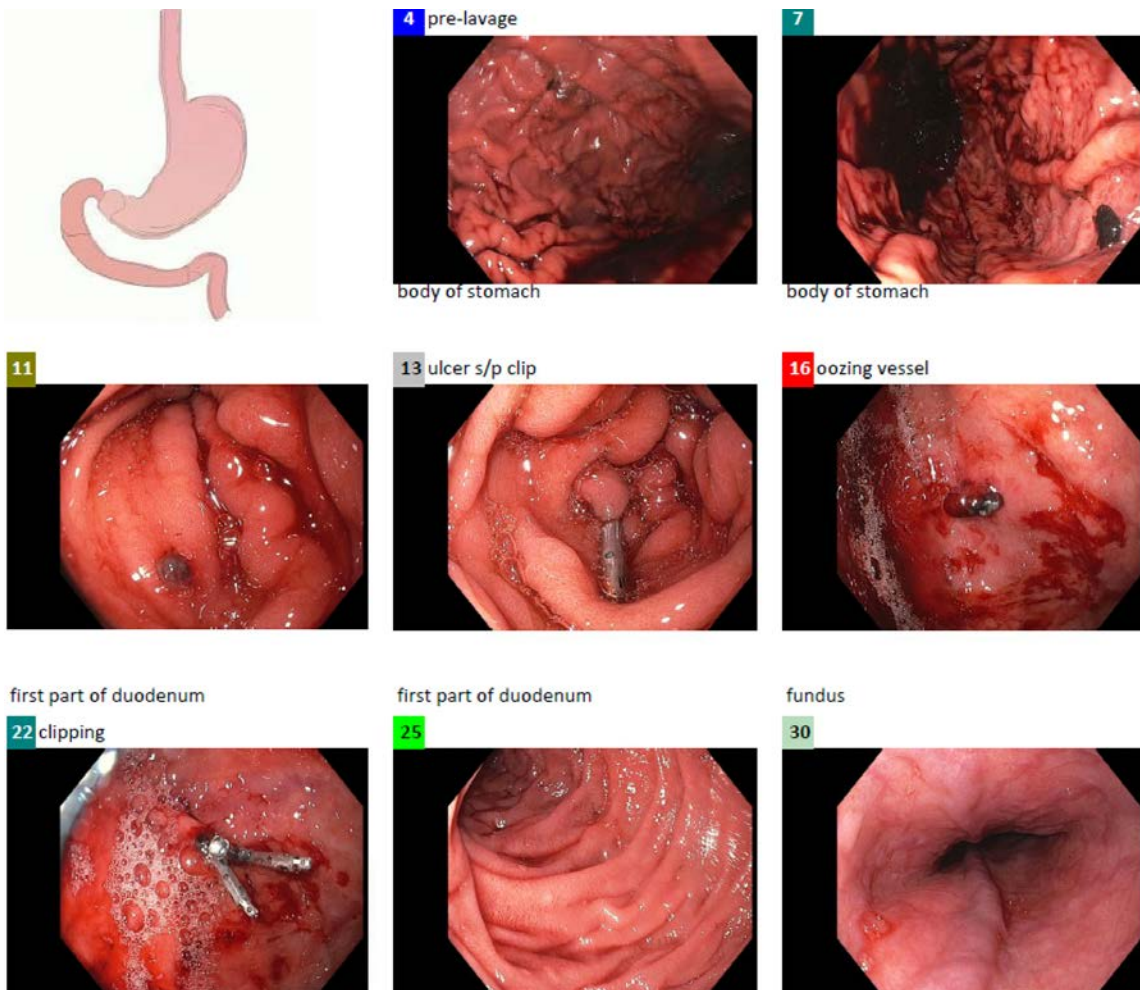 4 pre-lavage
7
body of stomach
body of stomach
11
13 ulcer s/p clip
16 oozing vessel
first part of duodenum
first part of duodenum
fundus
22 clipping
25
30